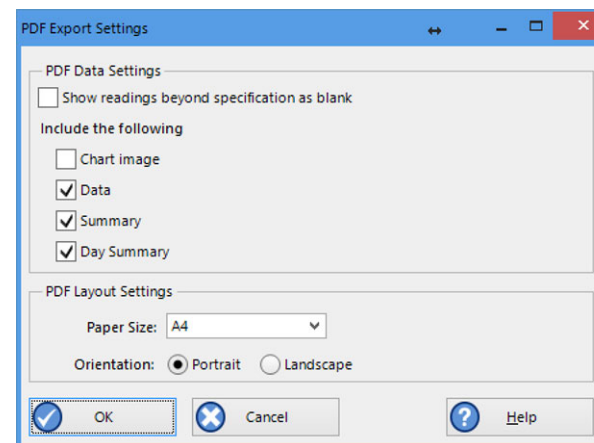 PDF Export Settings
PDF Data Settings
Show readings beyond specification as blank
Include the following
Chart image
Data
Summary
Day Summary
PDF Layout Settings
Paper Size: A4
Orientation: Portrait Landscape
OK Cancel Help